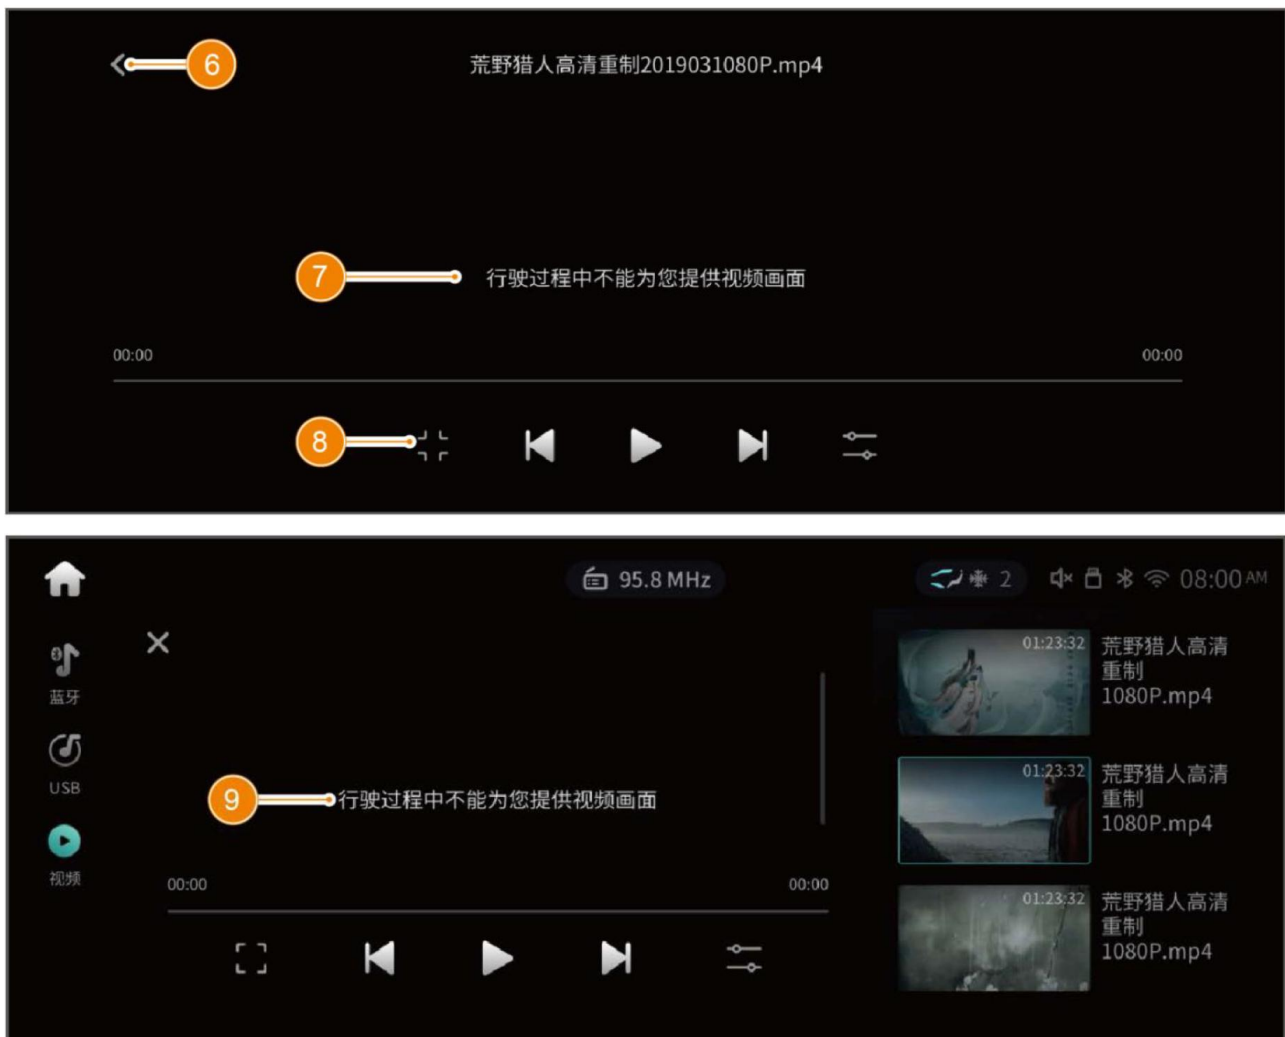 6
荒野猎人高清重制2019031080P.mp4
7
行驶过程中不能为您提供视频画面
00:00
00:00
8
95.8 MHz
2
08:00 AM
蓝牙
USB
视频
9
行驶过程中不能为您提供视频画面
00:00
00:00
01:23:32
荒野猎人高清
重制
1080P.mp4
01:23:32
荒野猎人高清
重制
1080P.mp4
01:23:32
荒野猎人高清
重制
1080P.mp4